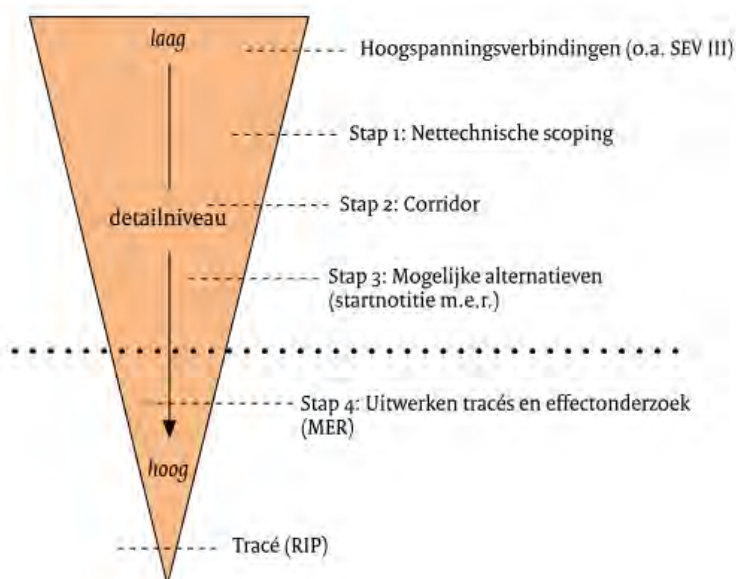 laag
Hoogspanningsverbindingen (o.a. SEV III)
Stap 1: Nettechnische scoping
Stap 2: Corridor
detailniveau
Stap 3: Mogelijke alternatieven
(startnotitie m.e.r.)
Stap 4: Uitwerken tracés en effectonderzoek
(MER)
hoog
Tracé (RIP)